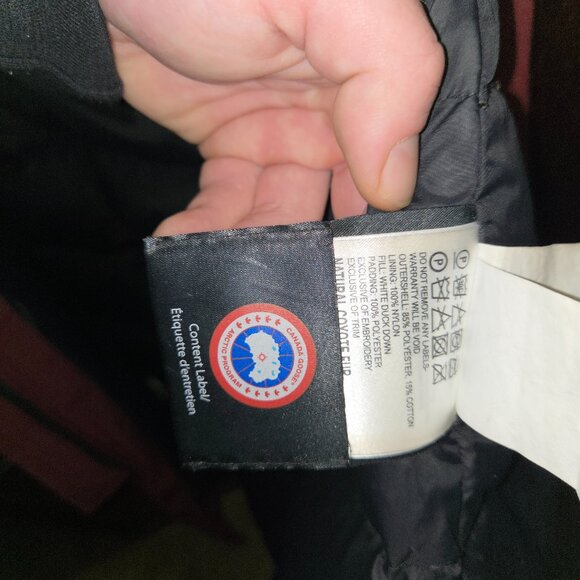 Content Label/
Étiquette d'entretien
CANADA GOOSE
ARCTIC PROGRAM
DO NOT REMOVE ANY LABELS-
WARRANTY WILL BE VOID
OUTERSHELL: 85% POLYESTER, 15% COTTON
LINING: 100% NYLON
FILL: WHITE DUCK DOWN
PADDING: 100% POLYESTER
EXCLUSIVE OF EMBROIDERY
EXCLUSIVE OF TRIM
NATURAL COYOTE FUR